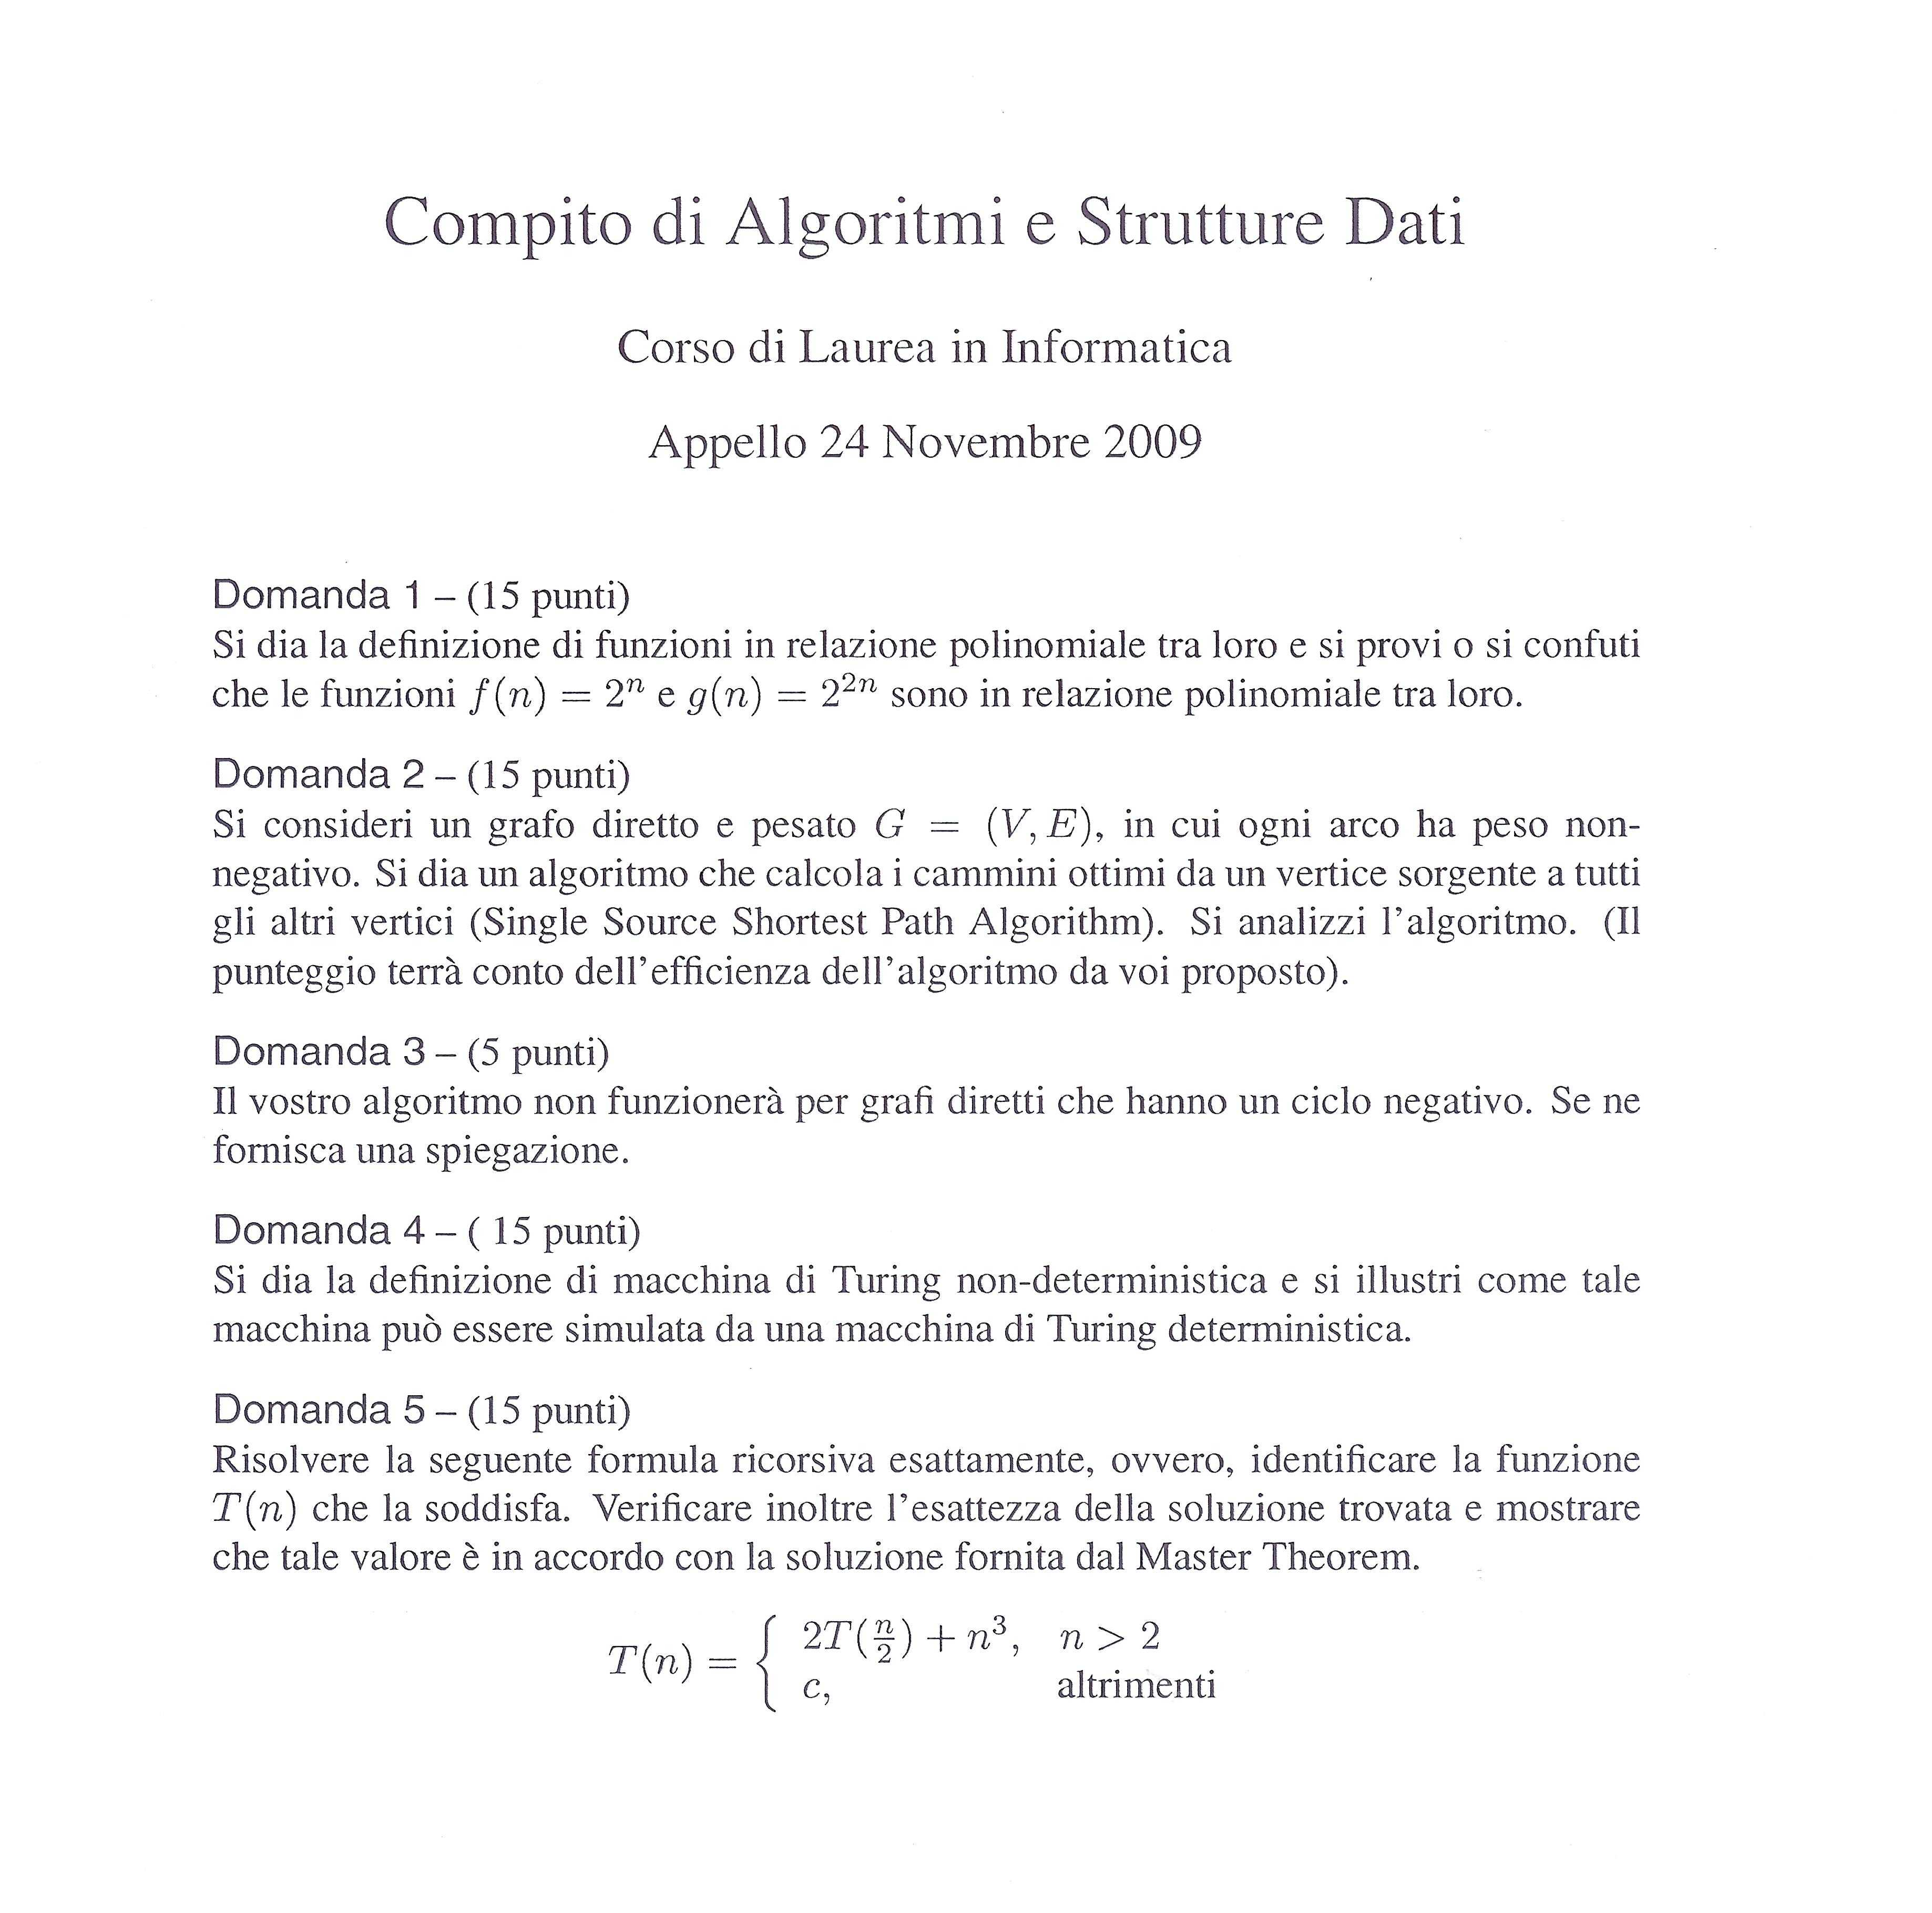 Compito di Algoritmi e Strutture Dati
Corso di Laurea in Informatica
Appello 24 Novembre 2009
Domanda 1 – (15 punti)
Si dia la definizione di funzioni in relazione polinomiale tra loro e si provi o si confuti
che le funzioni f(n) = 2^n e g(n) = 2^{2n} sono in relazione polinomiale tra loro.
Domanda 2 – (15 punti)
Si consideri un grafo diretto e pesato G = (V, E), in cui ogni arco ha peso non-
negativo. Si dia un algoritmo che calcola i cammini ottimi da un vertice sorgente a tutti
gli altri vertici (Single Source Shortest Path Algorithm). Si analizzi l'algoritmo. (Il
punteggio terrà conto dell'efficienza dell'algoritmo da voi proposto).
Domanda 3 – (5 punti)
Il vostro algoritmo non funzionerà per grafi diretti che hanno un ciclo negativo. Se ne
fornisca una spiegazione.
Domanda 4 – ( 15 punti)
Si dia la definizione di macchina di Turing non-deterministica e si illustri come tale
macchina può essere simulata da una macchina di Turing deterministica.
Domanda 5 – (15 punti)
Risolvere la seguente formula ricorsiva esattamente, ovvero, identificare la funzione
T(n) che la soddisfa. Verificare inoltre l'esattezza della soluzione trovata e mostrare
che tale valore è in accordo con la soluzione fornita dal Master Theorem.
T(n) = { 2T(n/2) + n^3, n > 2
c, altrimenti